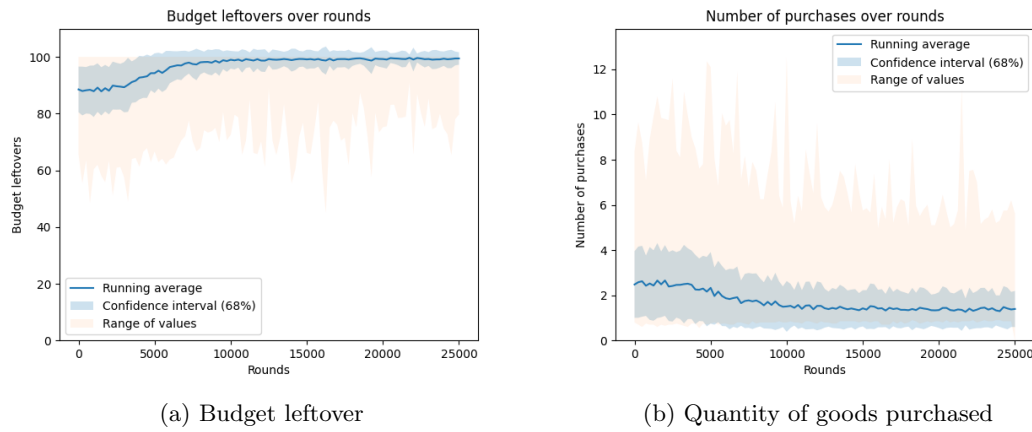 Budget leftovers over rounds
100
80
60
40
20
0
Budget leftovers
Running average
Confidence interval (68%)
Range of values
0 5000 10000 15000 20000 25000
Rounds
(a) Budget leftover
Number of purchases over rounds
12
10
8
6
4
2
0
Number of purchases
Running average
Confidence interval (68%)
Range of values
0 5000 10000 15000 20000 25000
Rounds
(b) Quantity of goods purchased